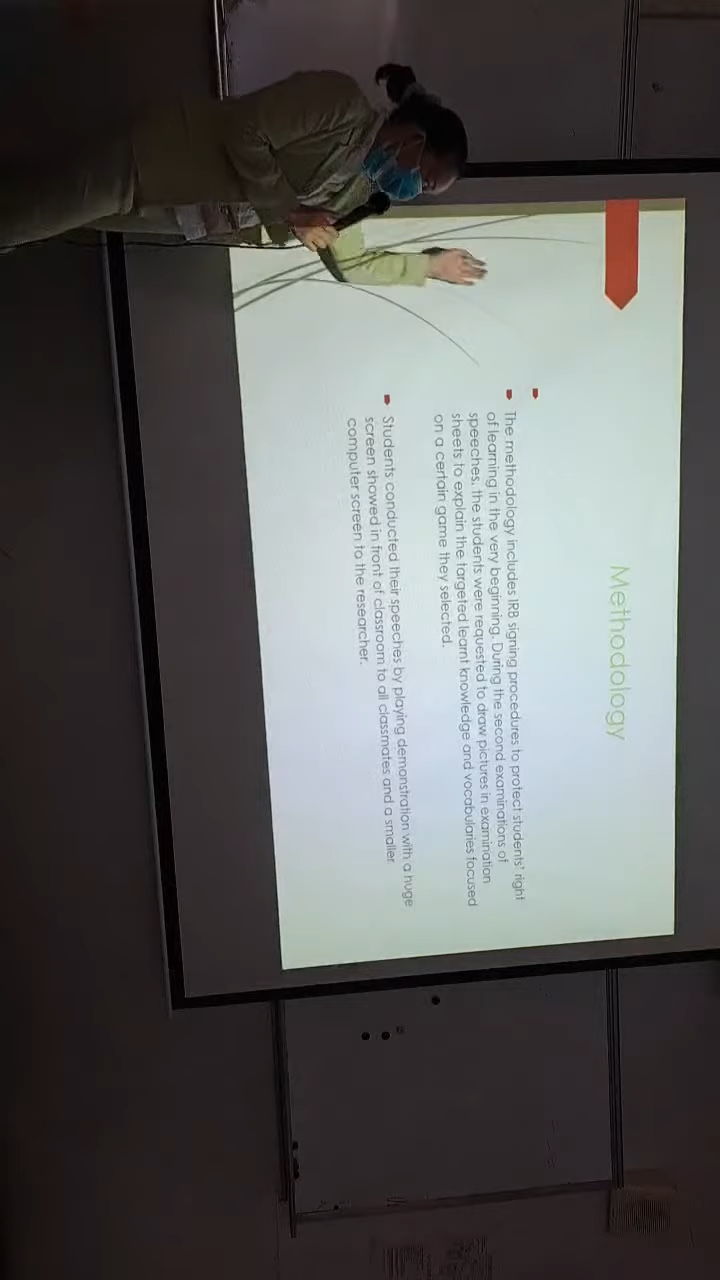 Methodology
The methodology includes IRB signing procedures to protect students' right
of learning in the very beginning. During the second examinations of
speeches, the students were requested to draw pictures in examination
sheets to explain the targeted learnt knowledge and vocabularies focused
on a certain game they selected.
Students conducted their speeches by playing demonstration with a huge
screen showed in front of classroom to all classmates and a smaller
computer screen to the researcher.